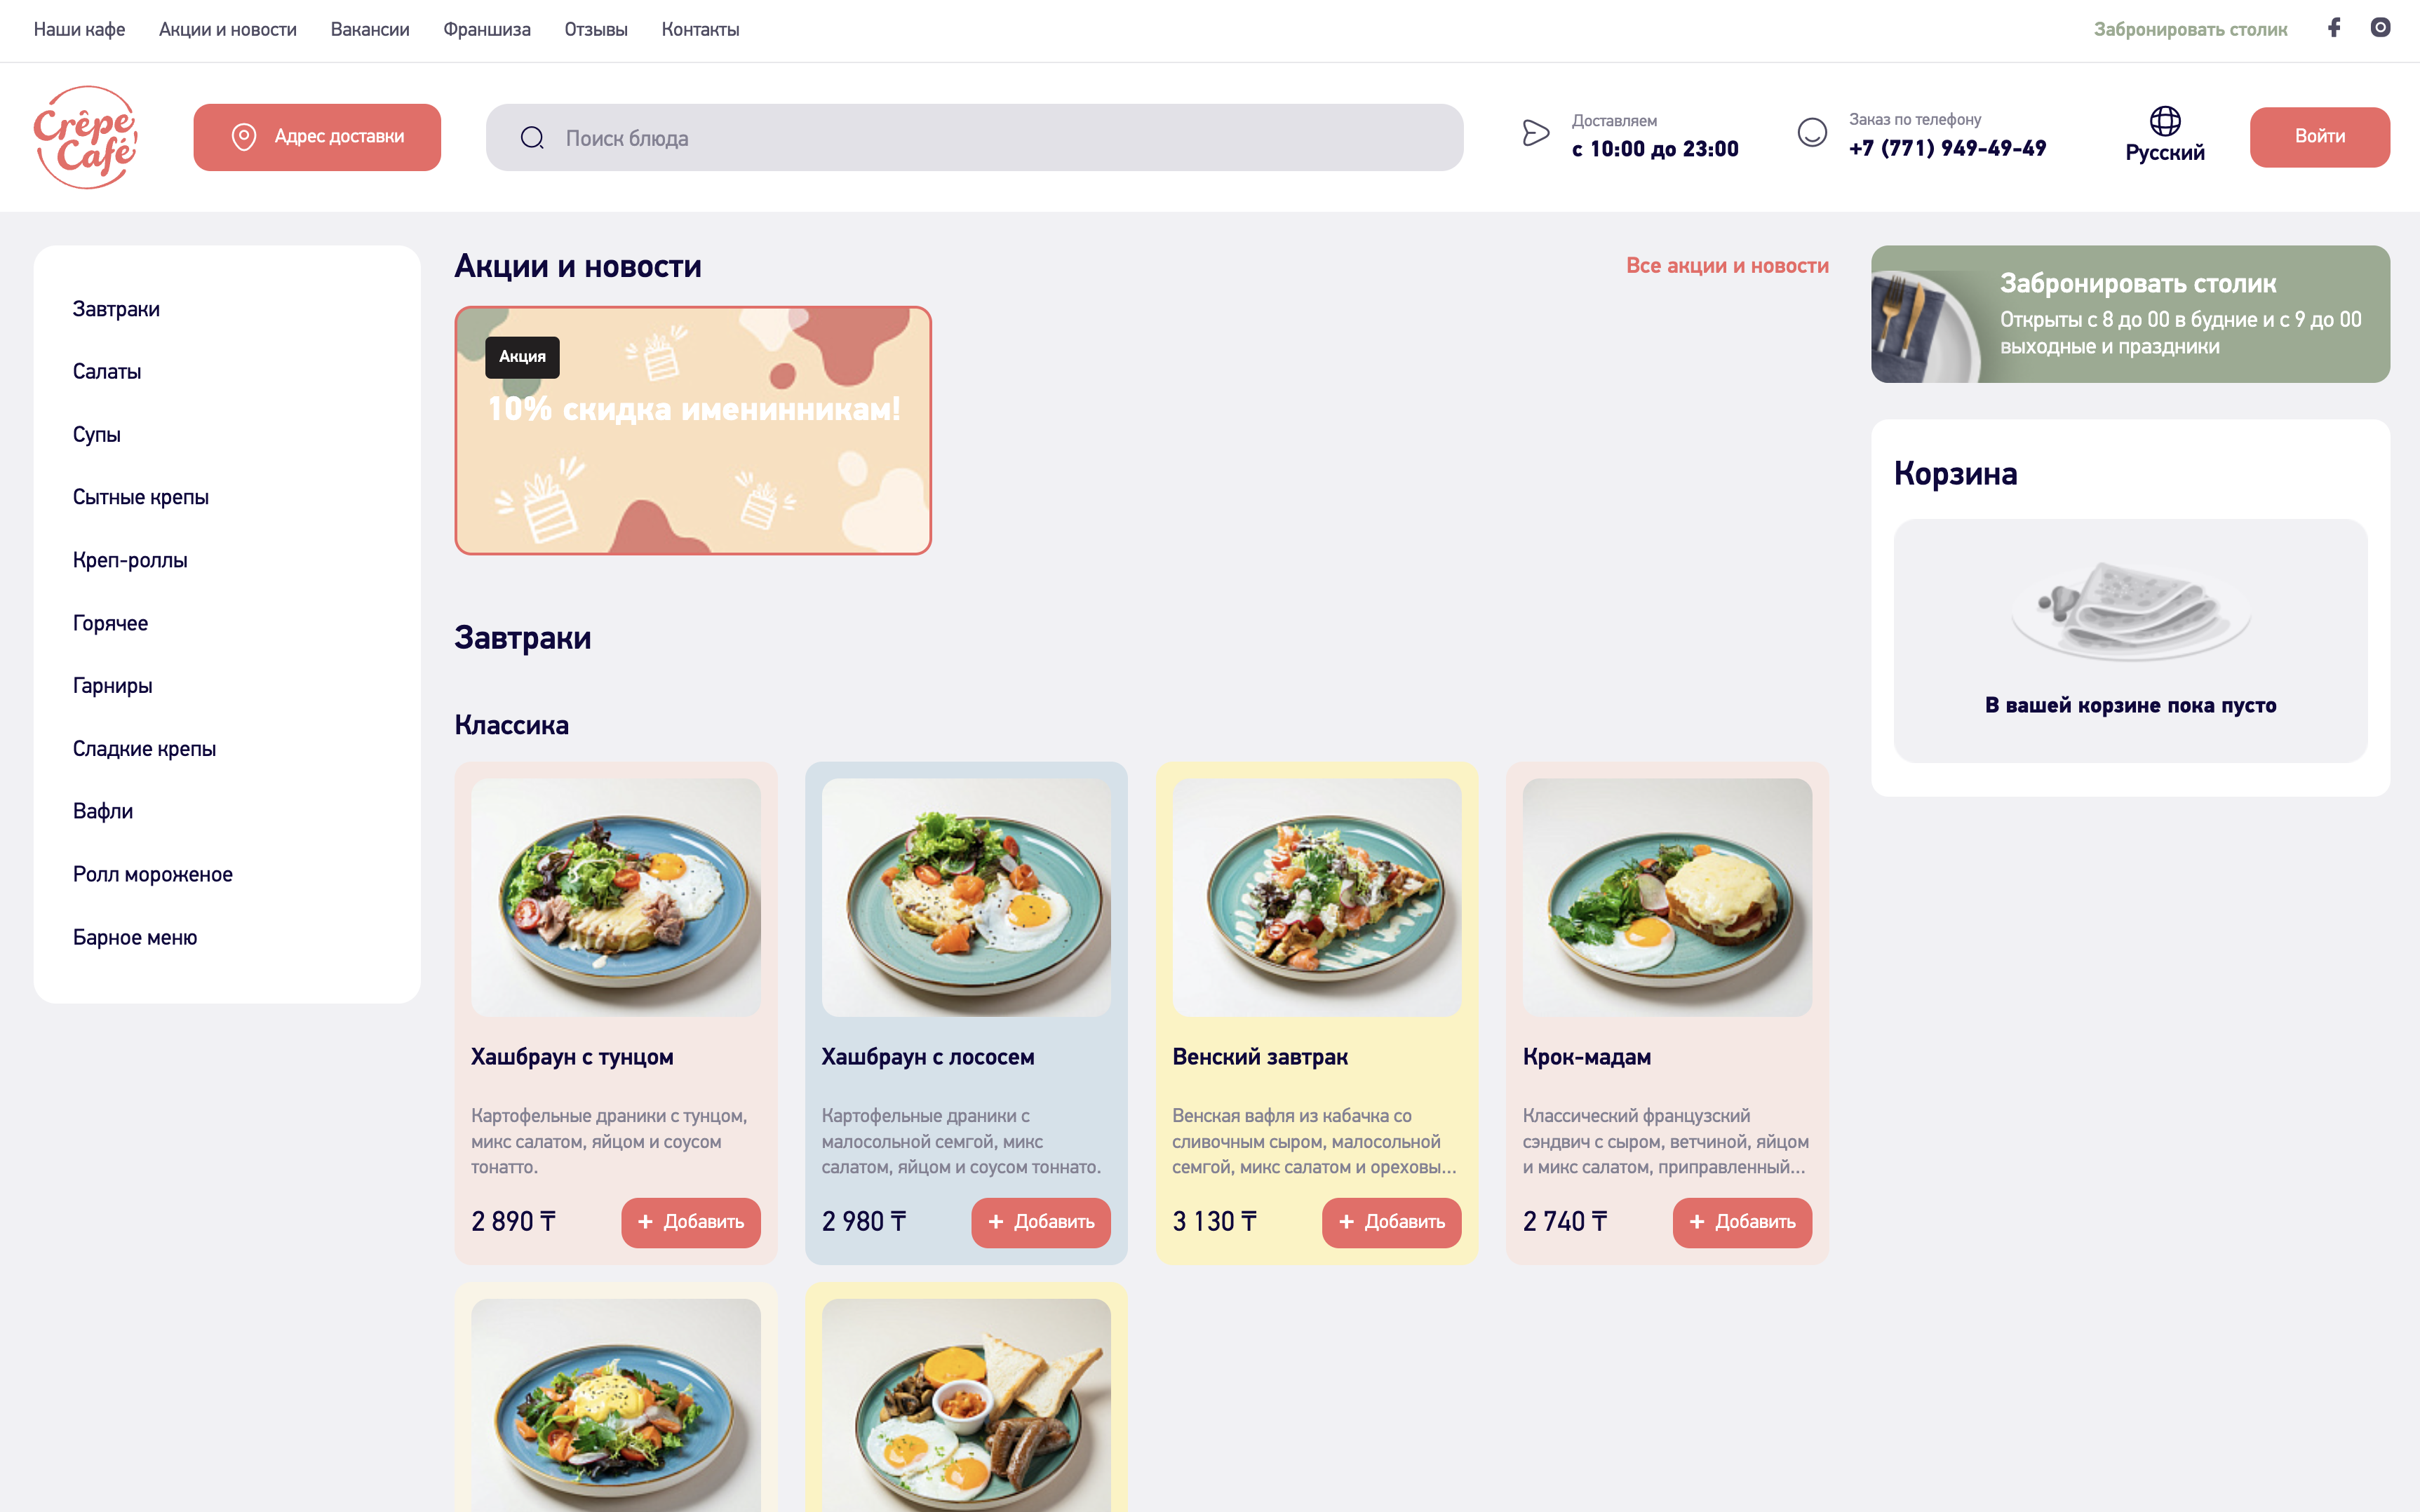 Наши кафе
Акции и новости
Вакансии
Франшиза
Отзывы
Контакты
Забронировать столик
Crêpe
Café
Адрес доставки
Поиск блюда
Доставляем
с 10:00 до 23:00
Заказ по телефону
+7 (771) 949-49-49
Русский
Войти
Завтраки
Салаты
Супы
Сытные крепы
Креп-роллы
Горячее
Гарниры
Сладкие крепы
Вафли
Ролл мороженое
Барное меню
Акции и новости
Все акции и новости
Акция
10% скидка именинникам!
Завтраки
Классика
Хашбраун с тунцом
Картофельные драники с тунцом,
микс салатом, яйцом и соусом
тонатто.
2 890 ₸
+ Добавить
Хашбраун с лососем
Картофельные драники с
малосольной семгой, микс
салатом, яйцом и соусом тоннато.
2 980 ₸
+ Добавить
Венский завтрак
Венская вафля из кабачка со
сливочным сыром, малосольной
семгой, микс салатом и ореховы...
3 130 ₸
+ Добавить
Крок-мадам
Классический французский
сэндвич с сыром, ветчиной, яйцом
и микс салатом, приправленный...
2 740 ₸
+ Добавить
Забронировать столик
Открыты с 8 до 00 в будние и с 9 до 00
выходные и праздники
Корзина
В вашей корзине пока пусто